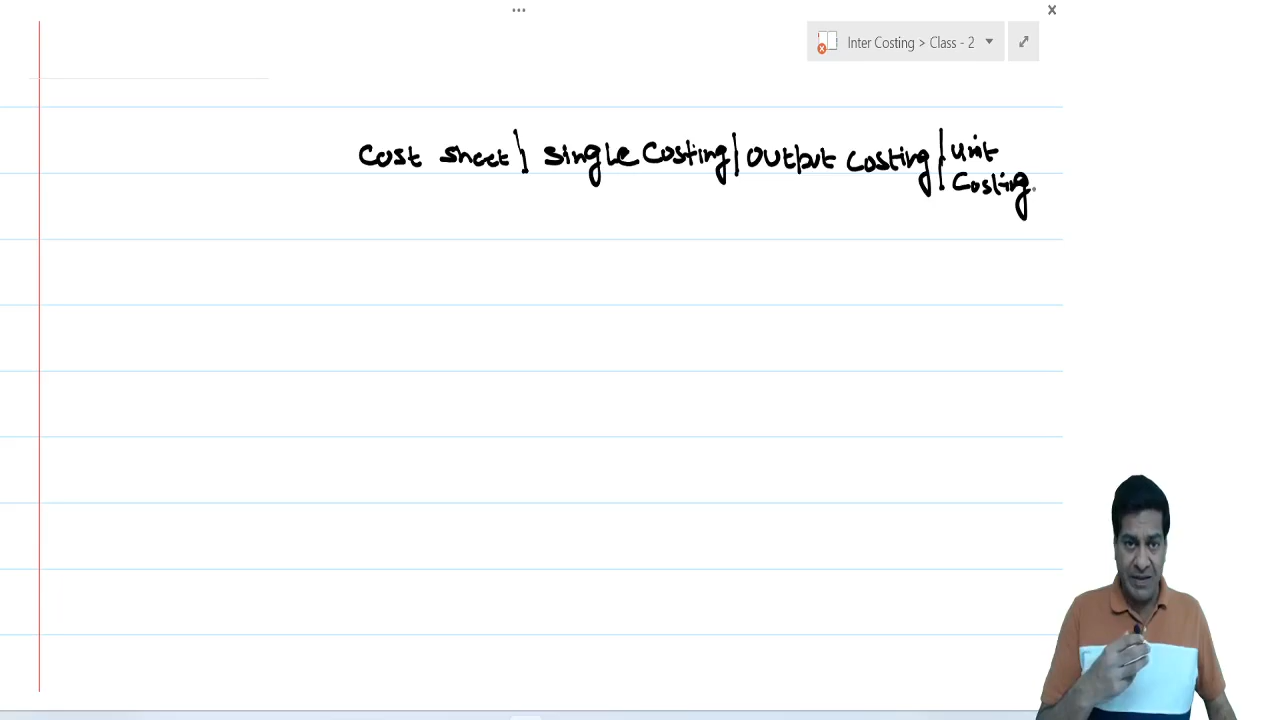 ...
Inter Costing > Class - 2
Cost sheet | single costing | output costing | unit
costing